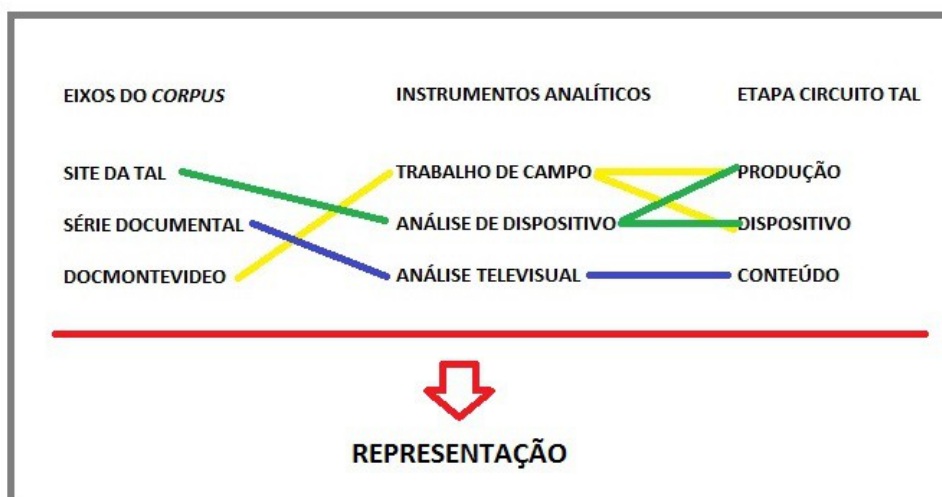 EIXOS DO CORPUS INSTRUMENTOS ANALÍTICOS ETAPA CIRCUITO TAL
SITE DA TAL TRABALHO DE CAMPO PRODUÇÃO
SÉRIE DOCUMENTAL ANÁLISE DE DISPOSITIVO DISPOSITIVO
DOCMONTEVIDEO ANÁLISE TELEVISUAL CONTEÚDO
REPRESENTAÇÃO